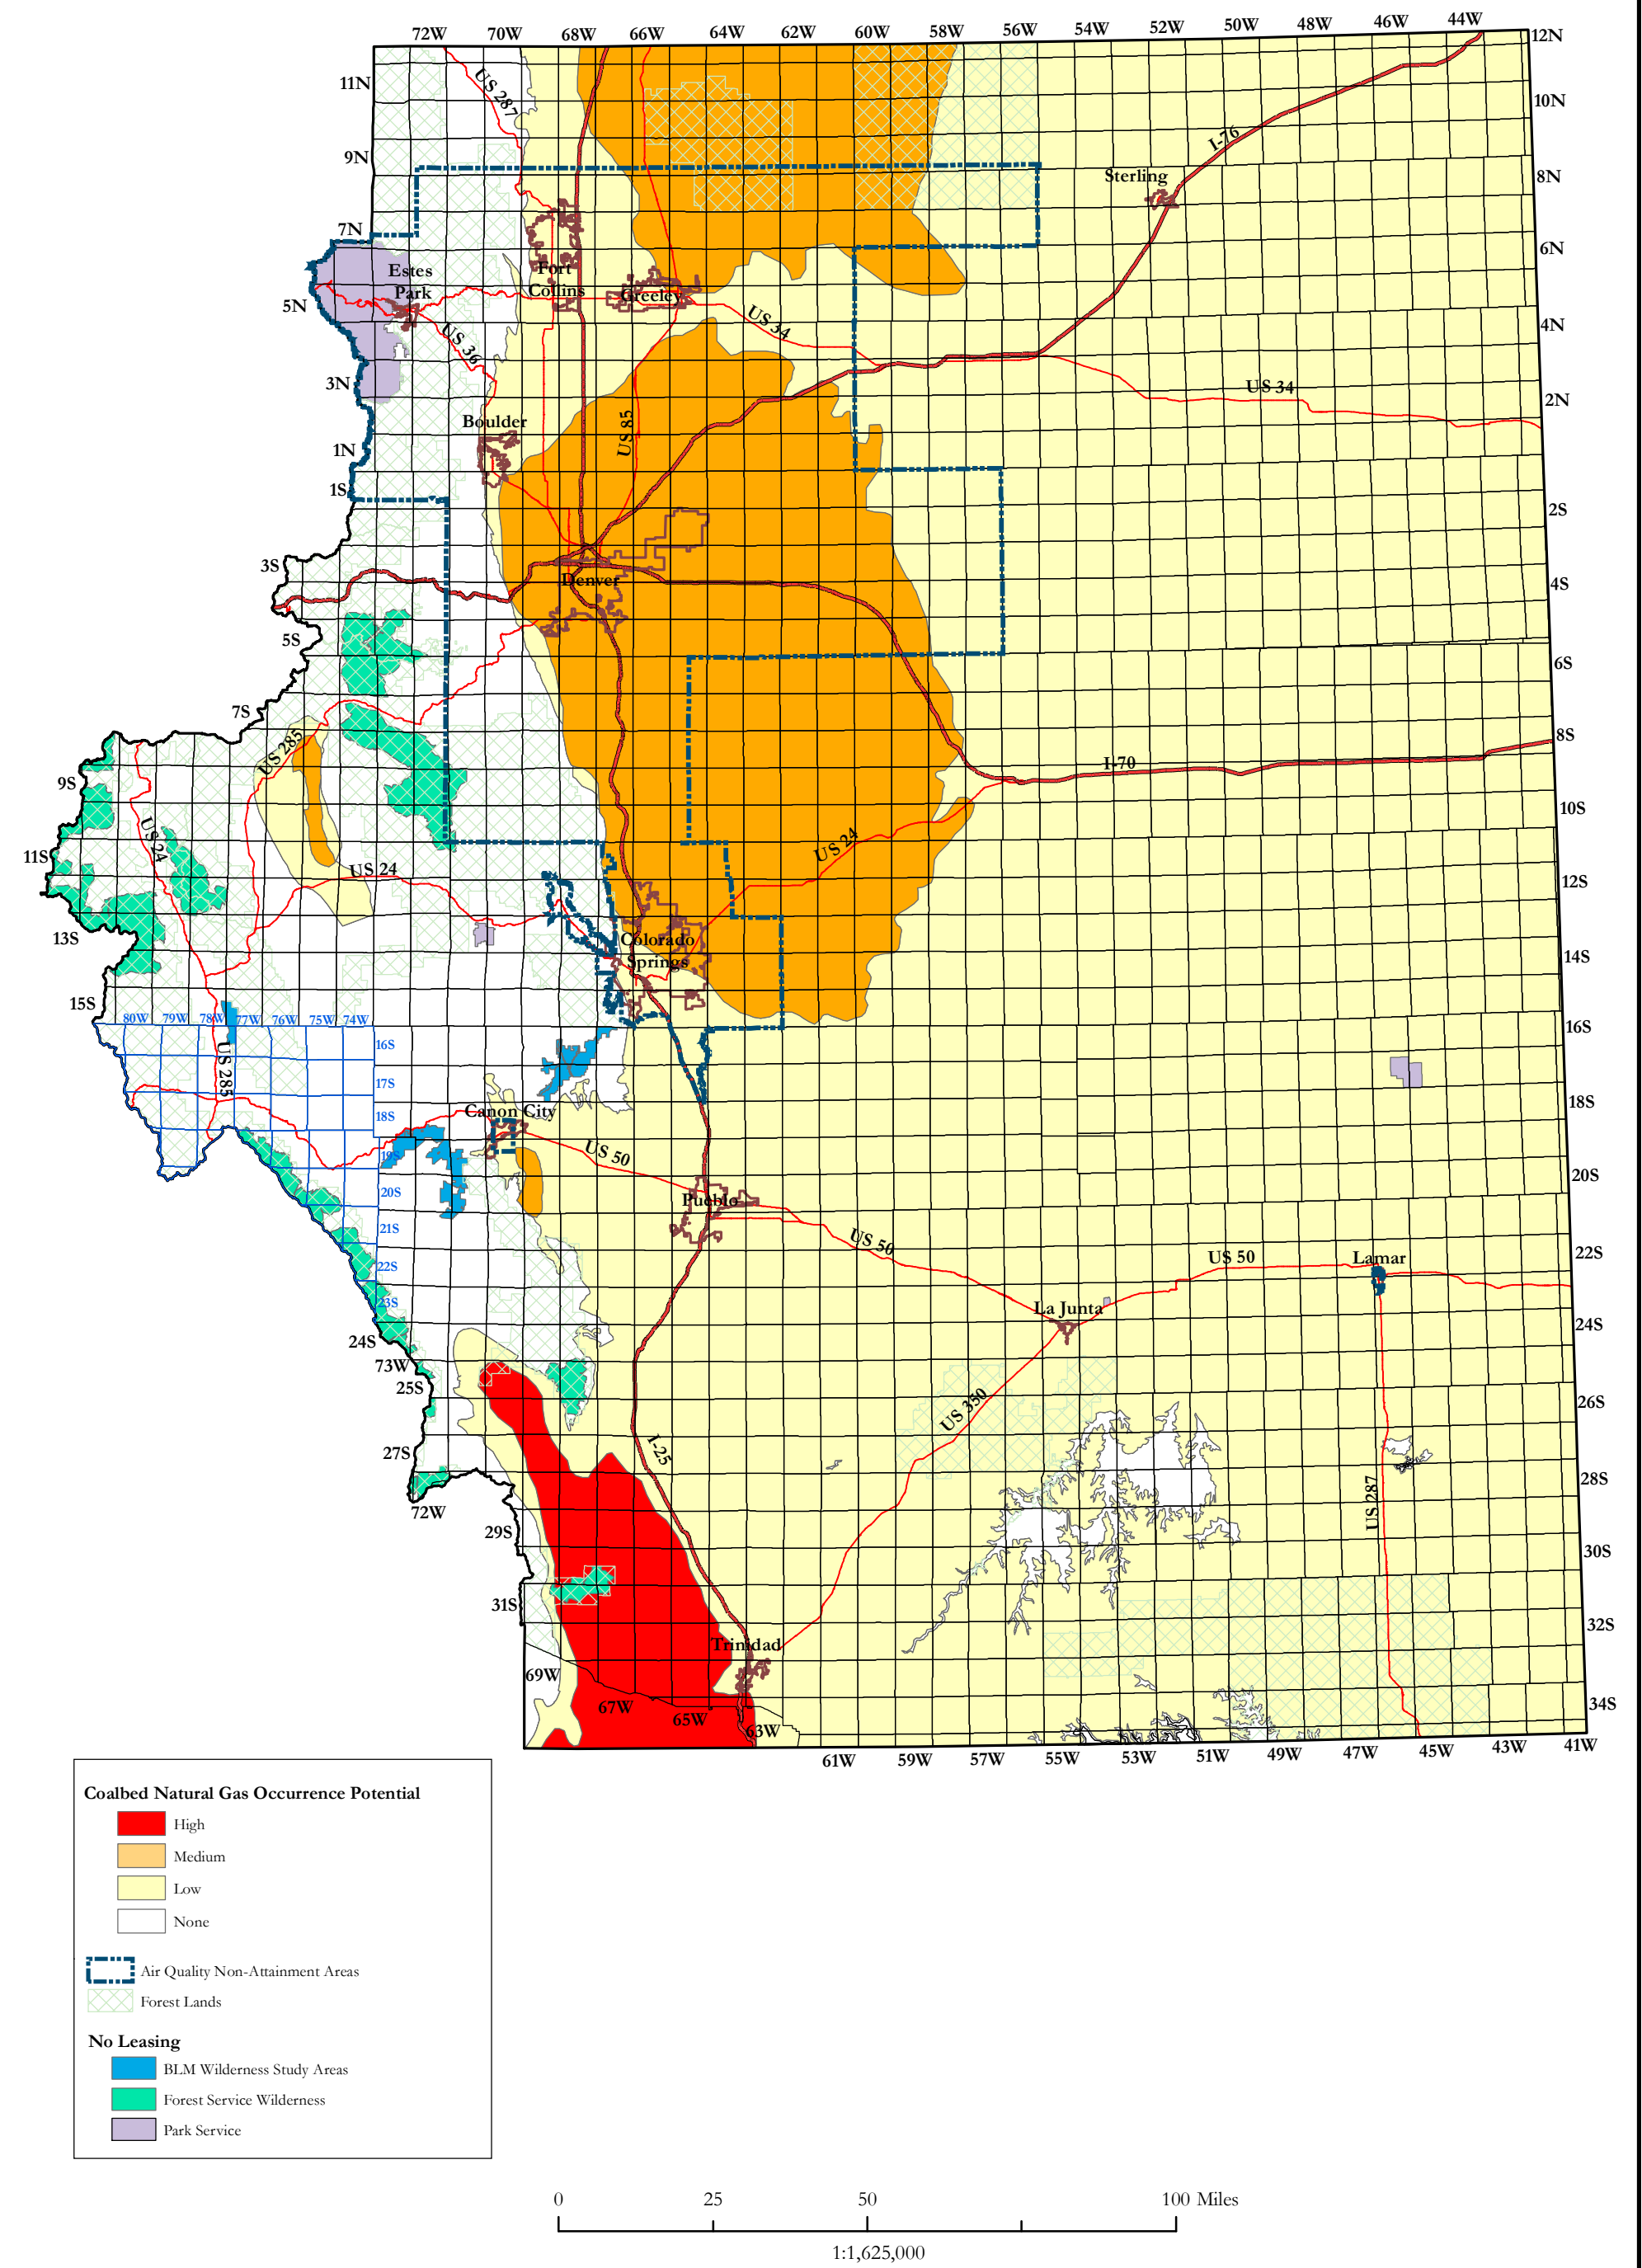 72W 70W 68W 66W 64W 62W 60W 58W 56W 54W 52W 50W 48W 46W 44W
12N
11N
10N
US 287
I-76
9N
8N
Sterling
7N
6N
Estes
Park
Fort
Collins
Greeley
5N
US 34
4N
US 36
3N
US 34
2N
Boulder
US 85
1N
1S
2S
3S
Denver
4S
5S
6S
7S
8S
US 285
I-70
9S
10S
US 24
US 24
11S
US 24
12S
13S
Colorado
Springs
14S
15S
80W 79W 78W 77W 76W 75W 74W
16S
16S
US 285
17S
18S
Canon City
18S
19S
US 50
20S
20S
Pueblo
21S
US 50
22S
US 50
Lamar
22S
23S
La Junta
24S
24S
73W
25S
26S
US 350
27S
I-25
28S
72W
US 287
29S
30S
31S
32S
Trinidad
69W
67W
65W
63W
34S
61W 59W 57W 55W 53W 51W 49W 47W 45W 43W 41W
Coalbed Natural Gas Occurrence Potential
High
Medium
Low
None
Air Quality Non-Attainment Areas
Forest Lands
No Leasing
BLM Wilderness Study Areas
Forest Service Wilderness
Park Service
0 25 50 100 Miles
1:1,625,000